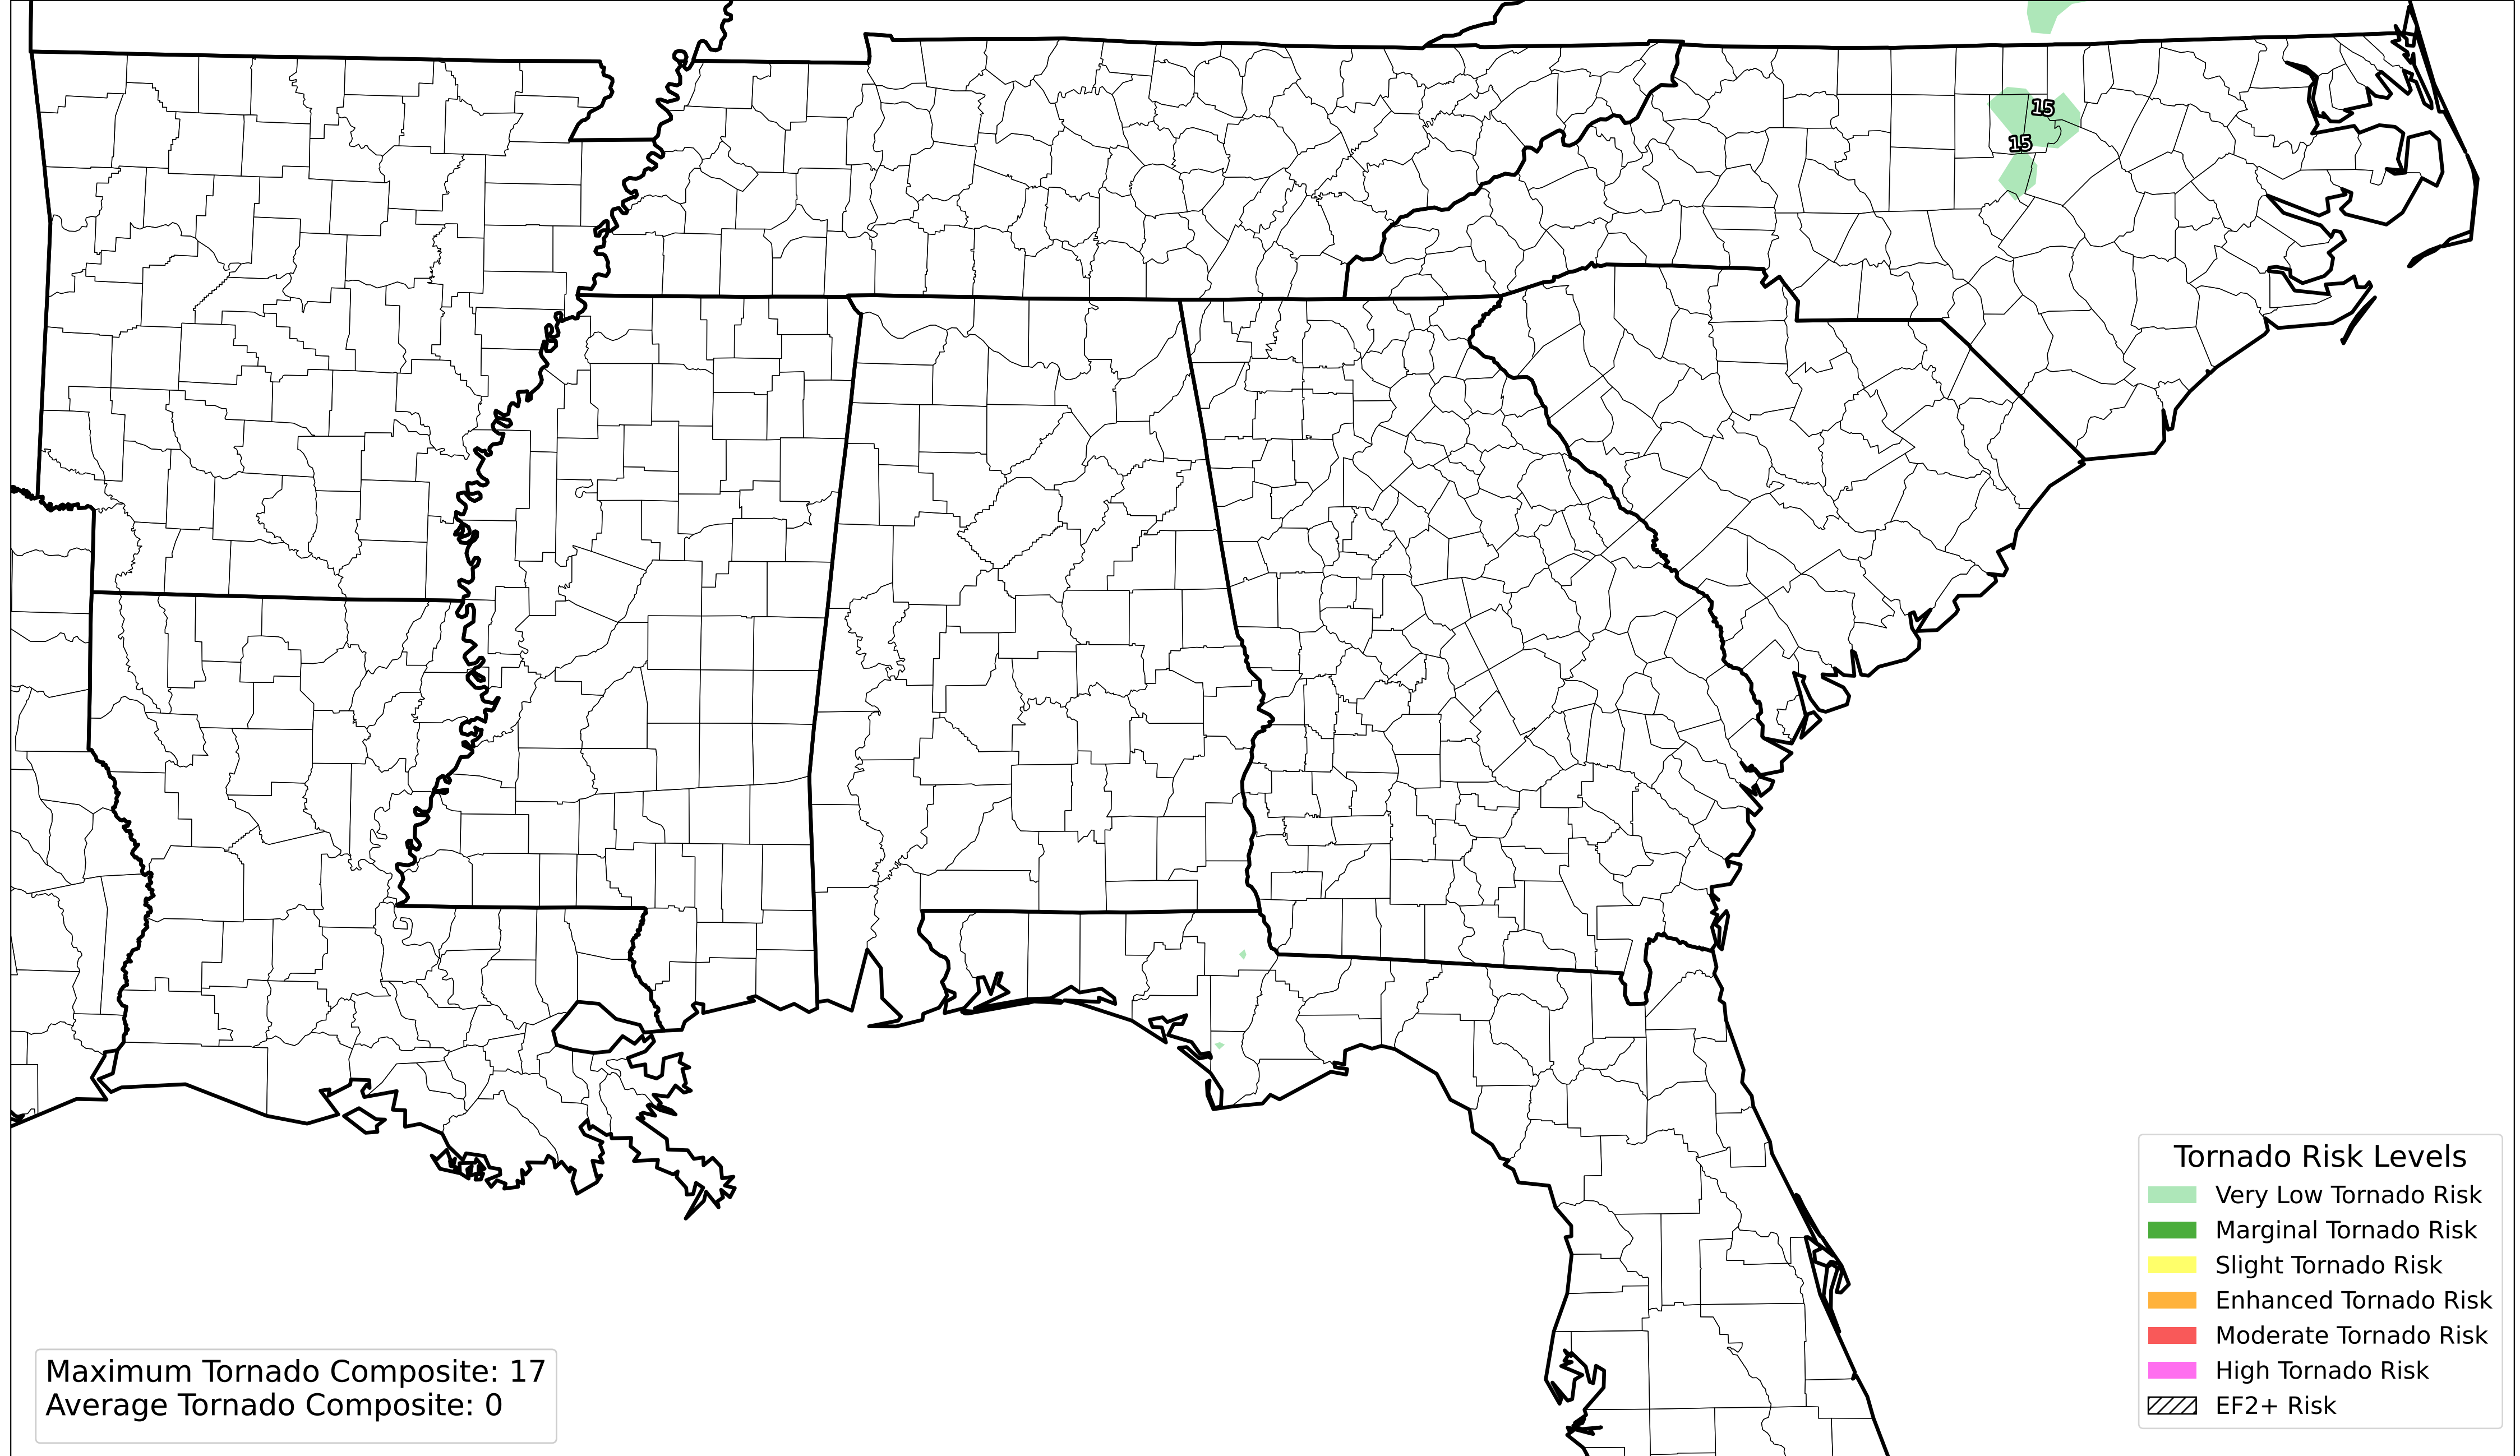 15
15
Tornado Risk Levels
Very Low Tornado Risk
Marginal Tornado Risk
Slight Tornado Risk
Enhanced Tornado Risk
Moderate Tornado Risk
High Tornado Risk
EF2+ Risk
Maximum Tornado Composite: 17
Average Tornado Composite: 0